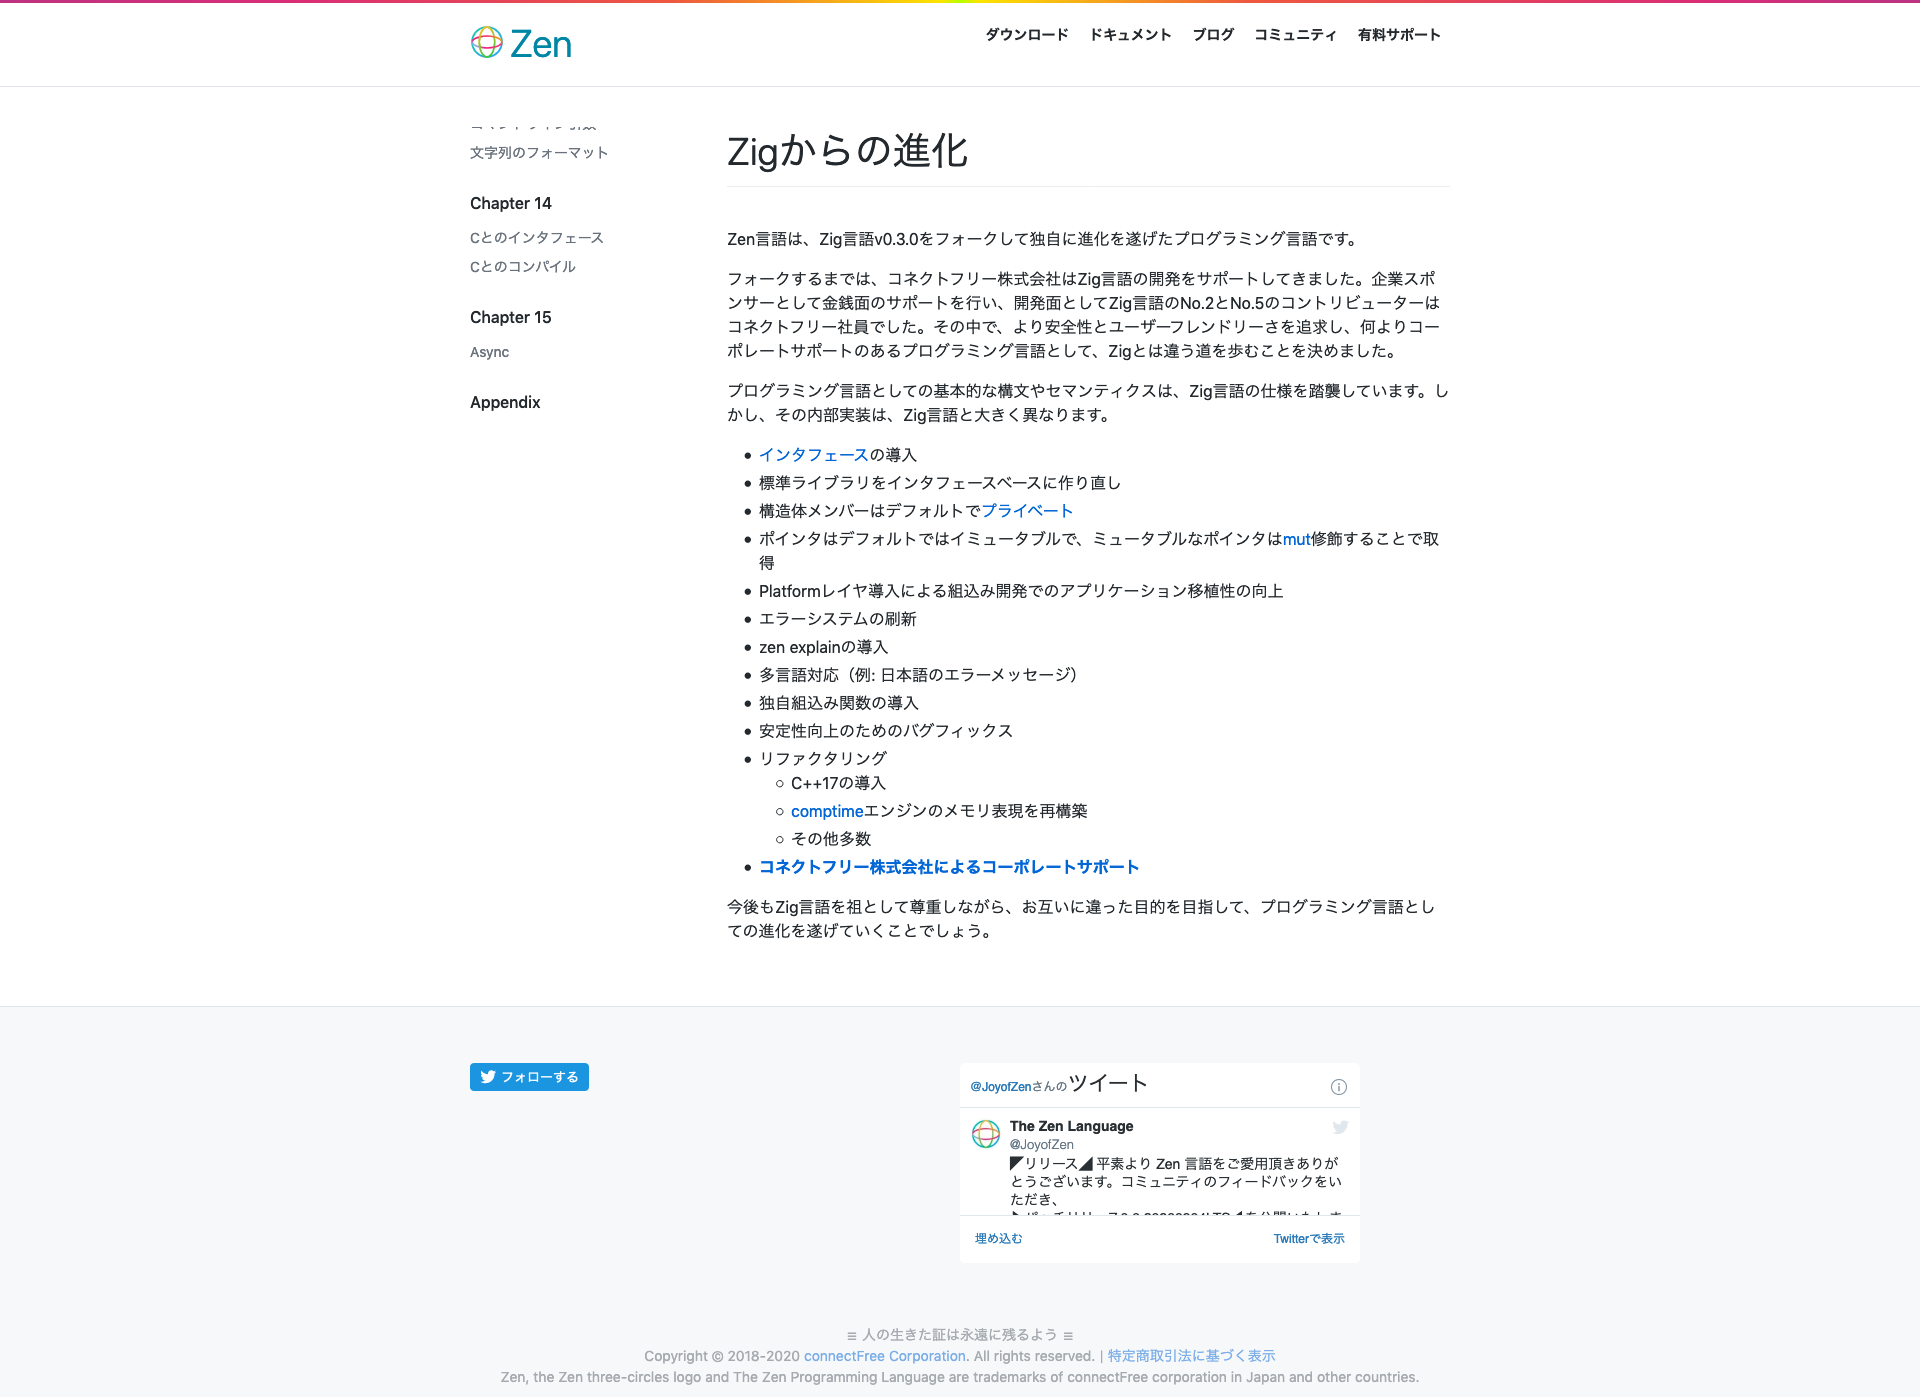 Zen
ダウンロード ドキュメント ブログ コミュニティ 有料サポート
文字列のフォーマット
Chapter 14
Cとのインタフェース
Cとのコンパイル
Chapter 15
Async
Appendix
Zigからの進化
Zen言語は、Zig言語v0.3.0をフォークして独自に進化を遂げたプログラミング言語です。
フォークするまでは、コネクトフリー株式会社はZig言語の開発をサポートしてきました。企業スポ
ンサーとして金銭面のサポートを行い、開発面としてZig言語のNo.2とNo.5のコントリビューターは
コネクトフリー社員でした。その中で、より安全性とユーザーフレンドリーさを追求し、何よりコー
ポレートサポートのあるプログラミング言語として、Zigとは違う道を歩むことを決めました。
プログラミング言語としての基本的な構文やセマンティクスは、Zig言語の仕様を踏襲しています。し
かし、その内部実装は、Zig言語と大きく異なります。
• インタフェースの導入
• 標準ライブラリをインタフェースベースに作り直し
• 構造体メンバーはデフォルトでプライベート
• ポインタはデフォルトではイミュータブルで、ミュータブルなポインタはmut修飾することで取
得
• Platformレイヤ導入による組込み開発でのアプリケーション移植性の向上
• エラーシステムの刷新
• zen explainの導入
• 多言語対応（例: 日本語のエラーメッセージ）
• 独自組込み関数の導入
• 安定性向上のためのバグフィックス
• リファクタリング
○ C++17の導入
○ comptimeエンジンのメモリ表現を再構築
○ その他多数
• コネクトフリー株式会社によるコーポレートサポート
今後もZig言語を祖として尊重しながら、お互いに違った目的を目指して、プログラミング言語とし
ての進化を遂げていくことでしょう。
フォローする
@JoyofZenさんのツイート
The Zen Language
@JoyofZen
◤リリース◢ 平素より Zen 言語をご愛用頂きありが
とうございます。コミュニティのフィードバックをい
ただき、
埋め込む
Twitterで表示
≡ 人の生きた証は永遠に残るよう ≡
Copyright © 2018-2020 connectFree Corporation. All rights reserved. | 特定商取引法に基づく表示
Zen, the Zen three-circles logo and The Zen Programming Language are trademarks of connectFree corporation in Japan and other countries.